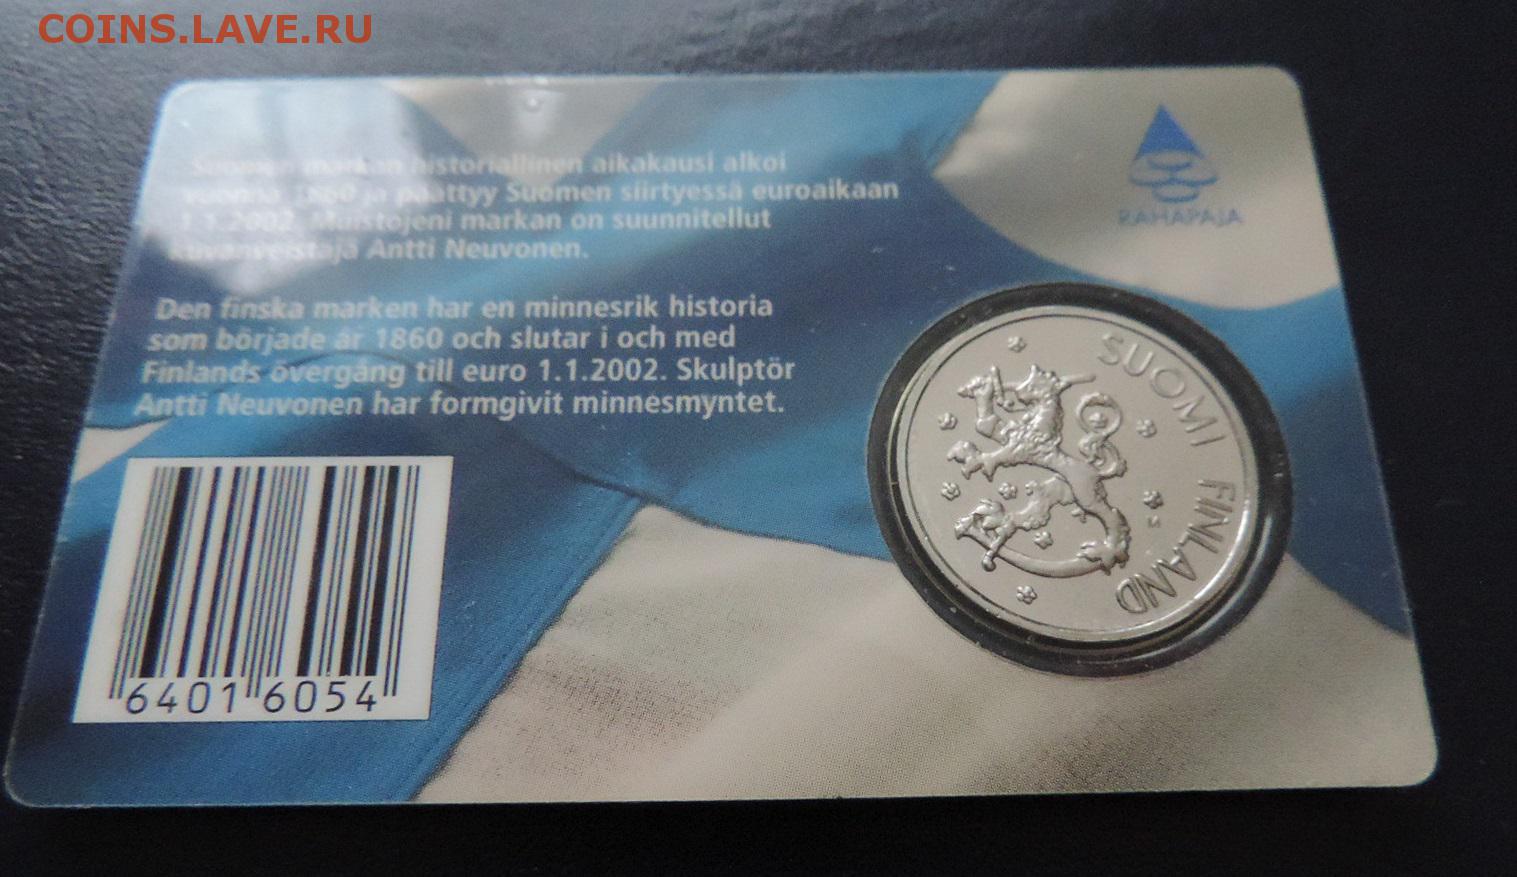 COINS.LAVE.RU
Suomen markan historiallinen aikakausi alkoi
vuonna 1860 ja päättyy Suomen siirtyessä euroaikaan
1.1.2002. Muistojeni markan on suunnitellut
kuvanveistäjä Antti Neuvonen.
RAHAPAJA
Den finska marken har en minnesrik historia
som började år 1860 och slutar i och med
Finlands övergång till euro 1.1.2002. Skulptör
Antti Neuvonen har formgivit minnesmyntet.
SUOMI FINLAND
6401 6054